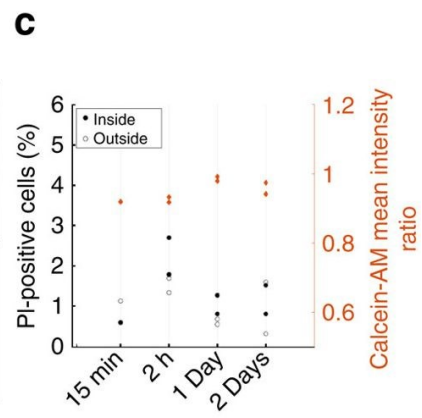 c
PI-positive cells (%)
6
5
4
3
2
1
0
Inside
Outside
15 min
2 h
1 Day
2 Days
1.2
1
0.8
0.6
Calcein-AM mean intensity
ratio